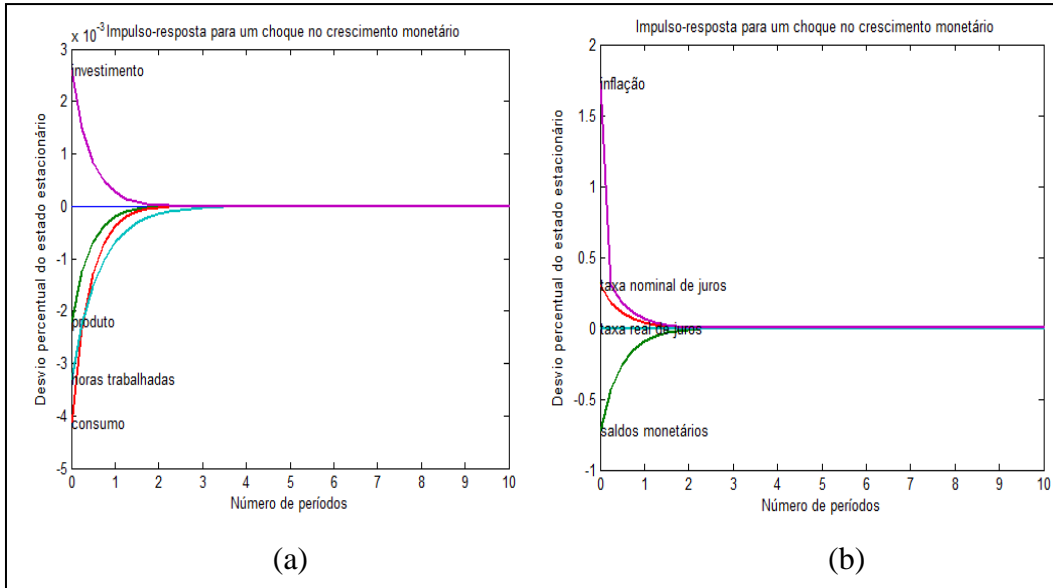 × 10⁻³ Impulso-resposta para um choque no crescimento monetário
Desvio percentual do estado estacionário
3
2
1
0
-1
-2
-3
-4
-5
investimento
produto
horas trabalhadas
consumo
0 1 2 3 4 5 6 7 8 9 10
Número de períodos
(a)
Impulso-resposta para um choque no crescimento monetário
Desvio percentual do estado estacionário
2
1.5
1
0.5
0
-0.5
-1
inflação
taxa nominal de juros
taxa real de juros
saldos monetários
0 1 2 3 4 5 6 7 8 9 10
Número de períodos
(b)